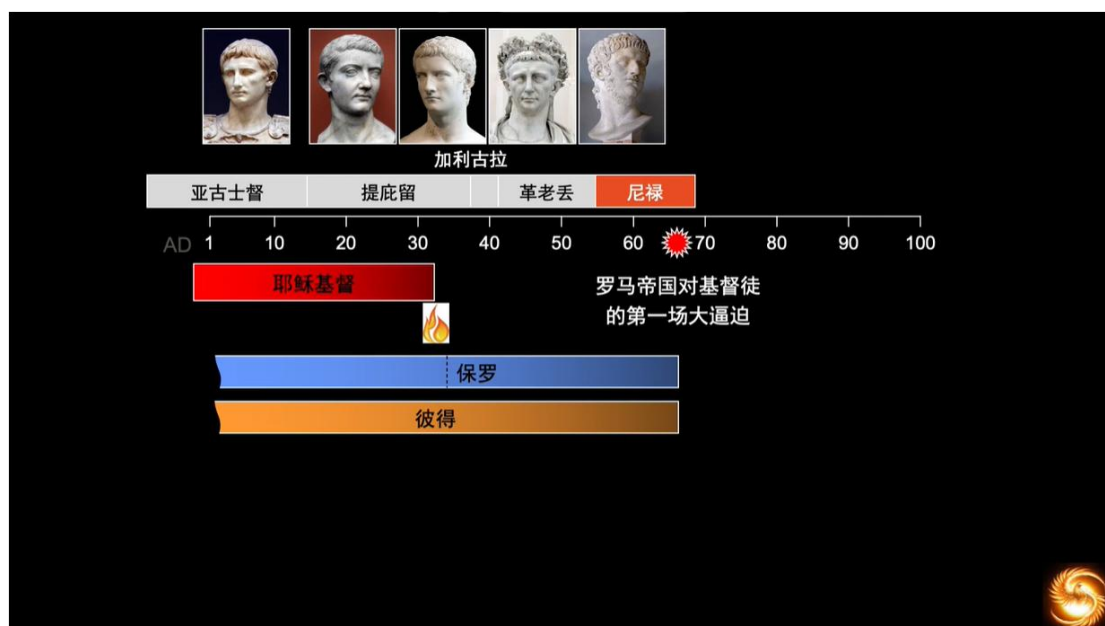 加利古拉
亚古士督 提庇留 革老丢 尼禄
AD 1 10 20 30 40 50 60 70 80 90 100
耶稣基督
罗马帝国对基督徒
的第一场大逼迫
保罗
彼得